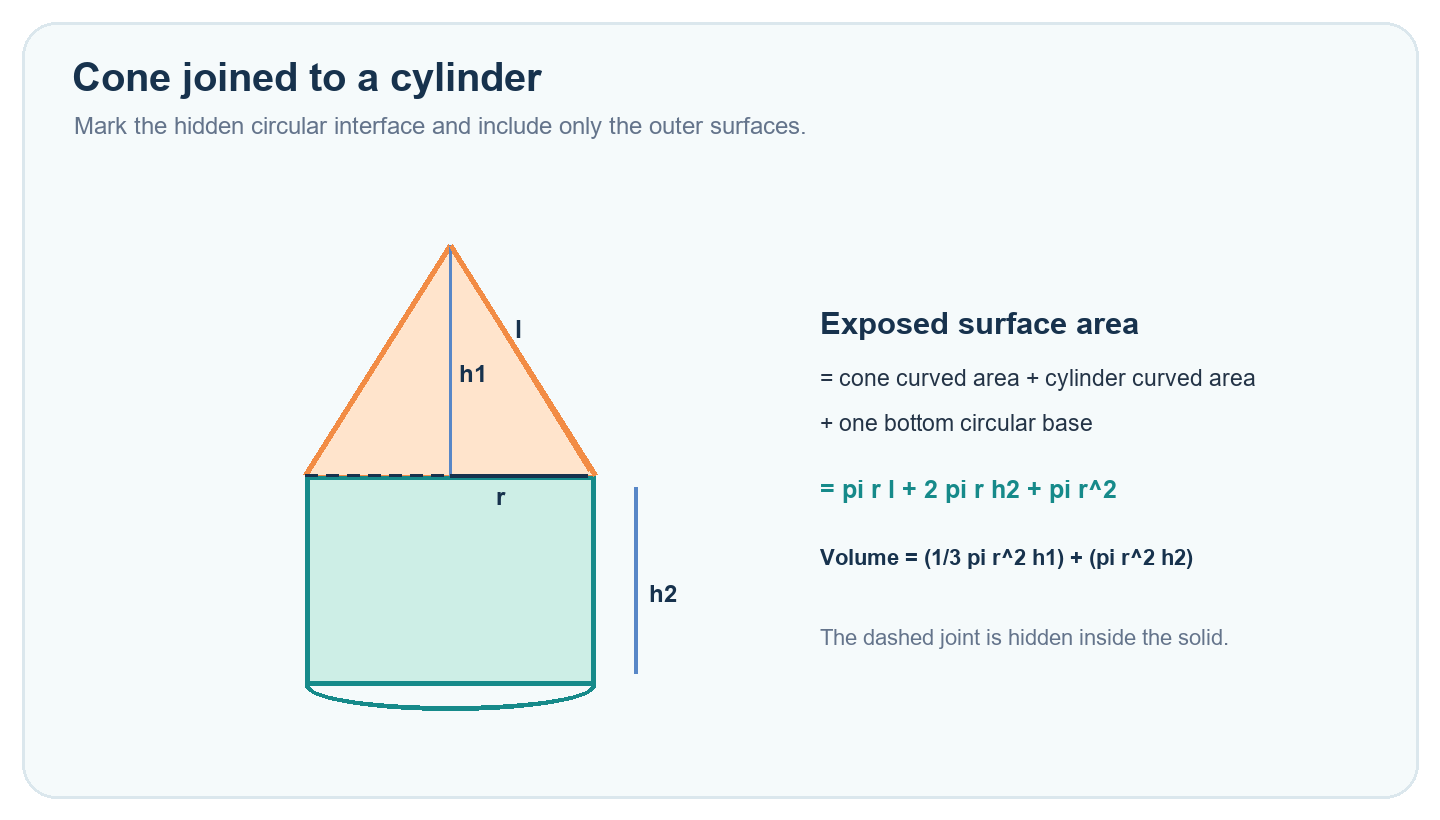 Cone joined to a cylinder
Mark the hidden circular interface and include only the outer surfaces.
l
h1
r
h2
Exposed surface area
= cone curved area + cylinder curved area
+ one bottom circular base
= pi r l + 2 pi r h2 + pi r^2
Volume = (1/3 pi r^2 h1) + (pi r^2 h2)
The dashed joint is hidden inside the solid.